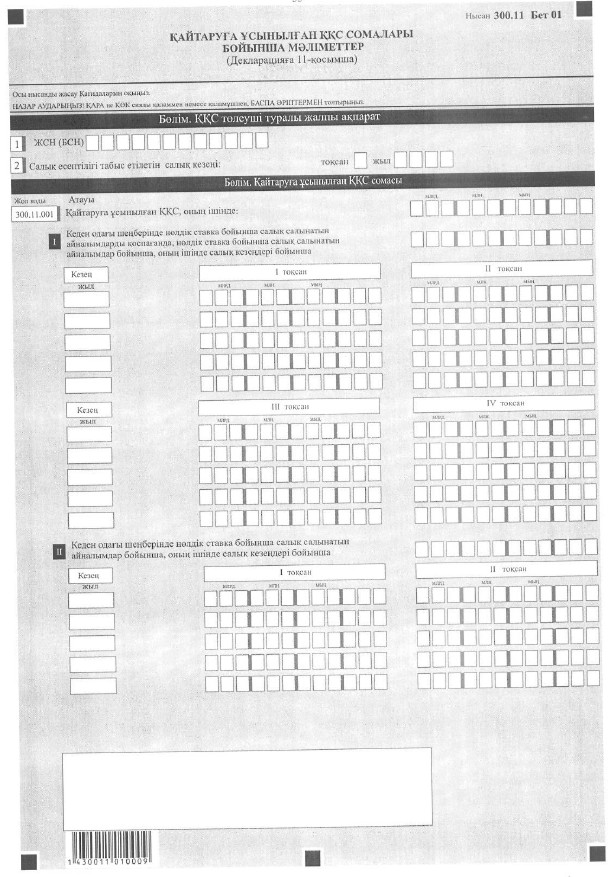 Нысан 300.11 Бет 01
ҚАЙТАРУҒА ҰСЫНЫЛҒАН ҚҚС СОМАЛАРЫ
БОЙЫНША МӘЛІМЕТТЕР
(Декларацияға 11-қосымша)
Осы нысанды жасау Қағидаларын оқыңыз.
НАЗАР АУДАРЫҢЫЗ! ҚАРА не КӨК сиялы қаламмен немесе қаламұшпен, БАСПА ӘРІПТЕРМЕН толтырыңыз.
Бөлім. ҚҚС төлеуші туралы жалпы ақпарат
1 ЖСН (БСН)
2 Салық есептілігі табыс етілетін салық кезеңі: тоқсан жыл
Бөлім. Қайтаруға ұсынылған ҚҚС сомасы
Жол коды Атауы
млрд млн мың
300.11.001 Қайтаруға ұсынылған ҚҚС, оның ішінде:
I Кеден одағы шеңберінде нөлдік ставка бойынша салық салынатын
айналымдарды қоспағанда, нөлдік ставка бойынша салық салынатын
айналымдар бойынша, оның ішінде салық кезеңдері бойынша
Кезең I тоқсан II тоқсан
жыл млрд млн мың млрд млн мың
Кезең III тоқсан IV тоқсан
жыл млрд млн мың млрд млн мың
II Кеден одағы шеңберінде нөлдік ставка бойынша салық салынатын
айналымдар бойынша, оның ішінде салық кезеңдері бойынша
Кезең I тоқсан II тоқсан
жыл млрд млн мың млрд млн мың
1 430011 010009